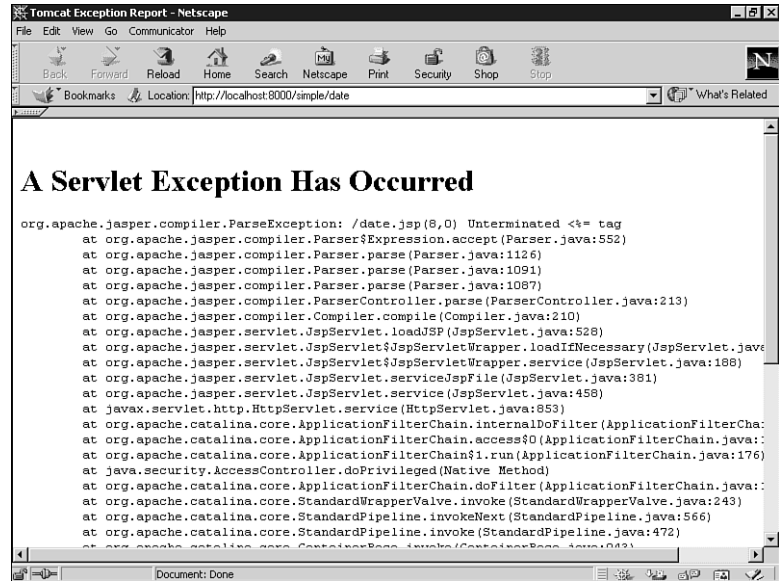 Tomcat Exception Report - Netscape
File Edit View Go Communicator Help
Back Forward Reload Home Search Netscape Print Security Shop Stop
My
N
Bookmarks Location: http://localhost:8000/simple/date What's Related
A Servlet Exception Has Occurred
org.apache.jasper.compiler.ParseException: /date.jsp(8,0) Unterminated <%= tag
at org.apache.jasper.compiler.Parser$Expression.accept(Parser.java:552)
at org.apache.jasper.compiler.Parser.parse(Parser.java:1126)
at org.apache.jasper.compiler.Parser.parse(Parser.java:1091)
at org.apache.jasper.compiler.Parser.parse(Parser.java:1087)
at org.apache.jasper.compiler.ParserController.parse(ParserController.java:213)
at org.apache.jasper.compiler.Compiler.compile(Compiler.java:210)
at org.apache.jasper.servlet.JspServlet.loadJSP(JspServlet.java:528)
at org.apache.jasper.servlet.JspServlet$JspServletWrapper.loadIfNecessary(JspServlet.java
at org.apache.jasper.servlet.JspServlet$JspServletWrapper.service(JspServlet.java:188)
at org.apache.jasper.servlet.JspServlet.serviceJspFile(JspServlet.java:381)
at org.apache.jasper.servlet.JspServlet.service(JspServlet.java:458)
at javax.servlet.http.HttpServlet.service(HttpServlet.java:853)
at org.apache.catalina.core.ApplicationFilterChain.internalDoFilter(ApplicationFilterCha
at org.apache.catalina.core.ApplicationFilterChain.access$0(ApplicationFilterChain.java:
at org.apache.catalina.core.ApplicationFilterChain$1.run(ApplicationFilterChain.java:176)
at java.security.AccessController.doPrivileged(Native Method)
at org.apache.catalina.core.ApplicationFilterChain.doFilter(ApplicationFilterChain.java:
at org.apache.catalina.core.StandardWrapperValve.invoke(StandardWrapperValve.java:243)
at org.apache.catalina.core.StandardPipeline.invokeNext(StandardPipeline.java:566)
at org.apache.catalina.core.StandardPipeline.invoke(StandardPipeline.java:472)
Document: Done